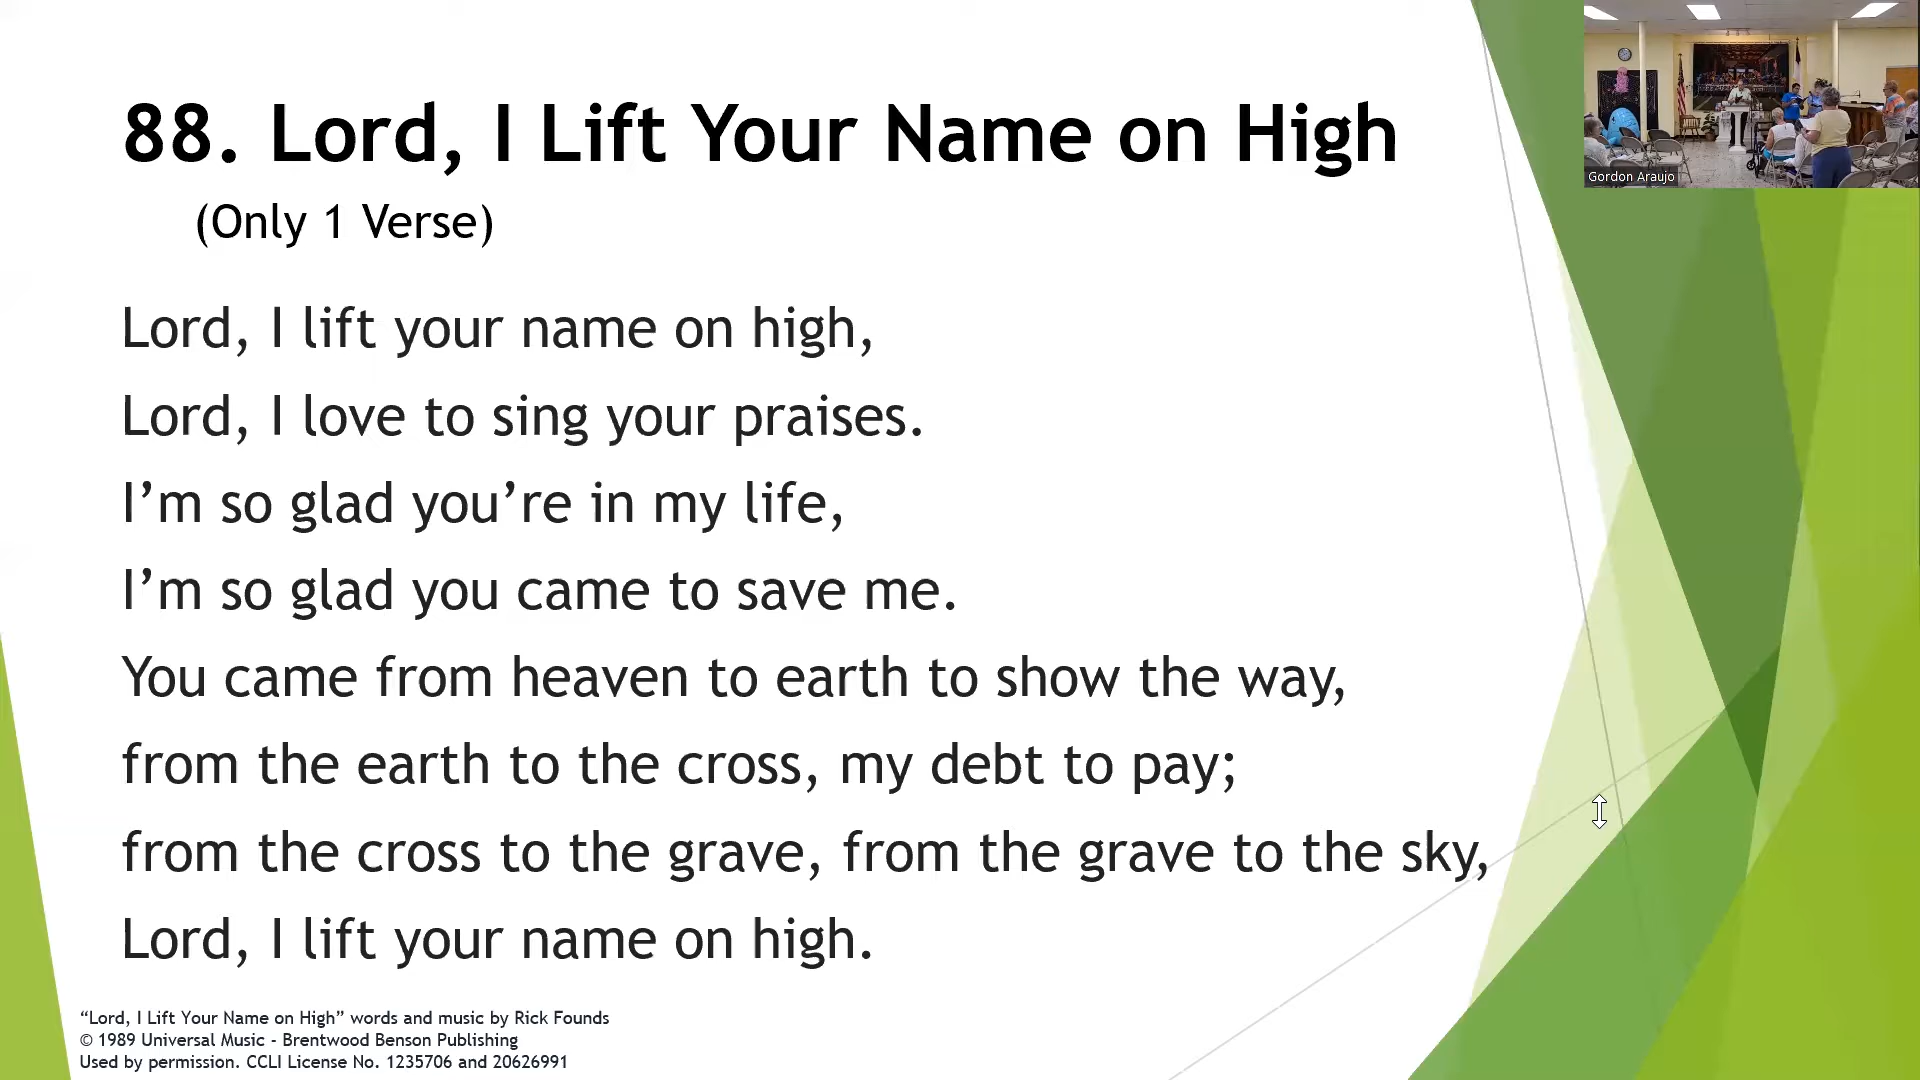 88. Lord, I Lift Your Name on High
(Only 1 Verse)
Lord, I lift your name on high,
Lord, I love to sing your praises.
I’m so glad you’re in my life,
I’m so glad you came to save me.
You came from heaven to earth to show the way,
from the earth to the cross, my debt to pay;
from the cross to the grave, from the grave to the sky,
Lord, I lift your name on high.
“Lord, I Lift Your Name on High” words and music by Rick Founds
© 1989 Universal Music - Brentwood Benson Publishing
Used by permission. CCLI License No. 1235706 and 20626991
Gordon Araujo